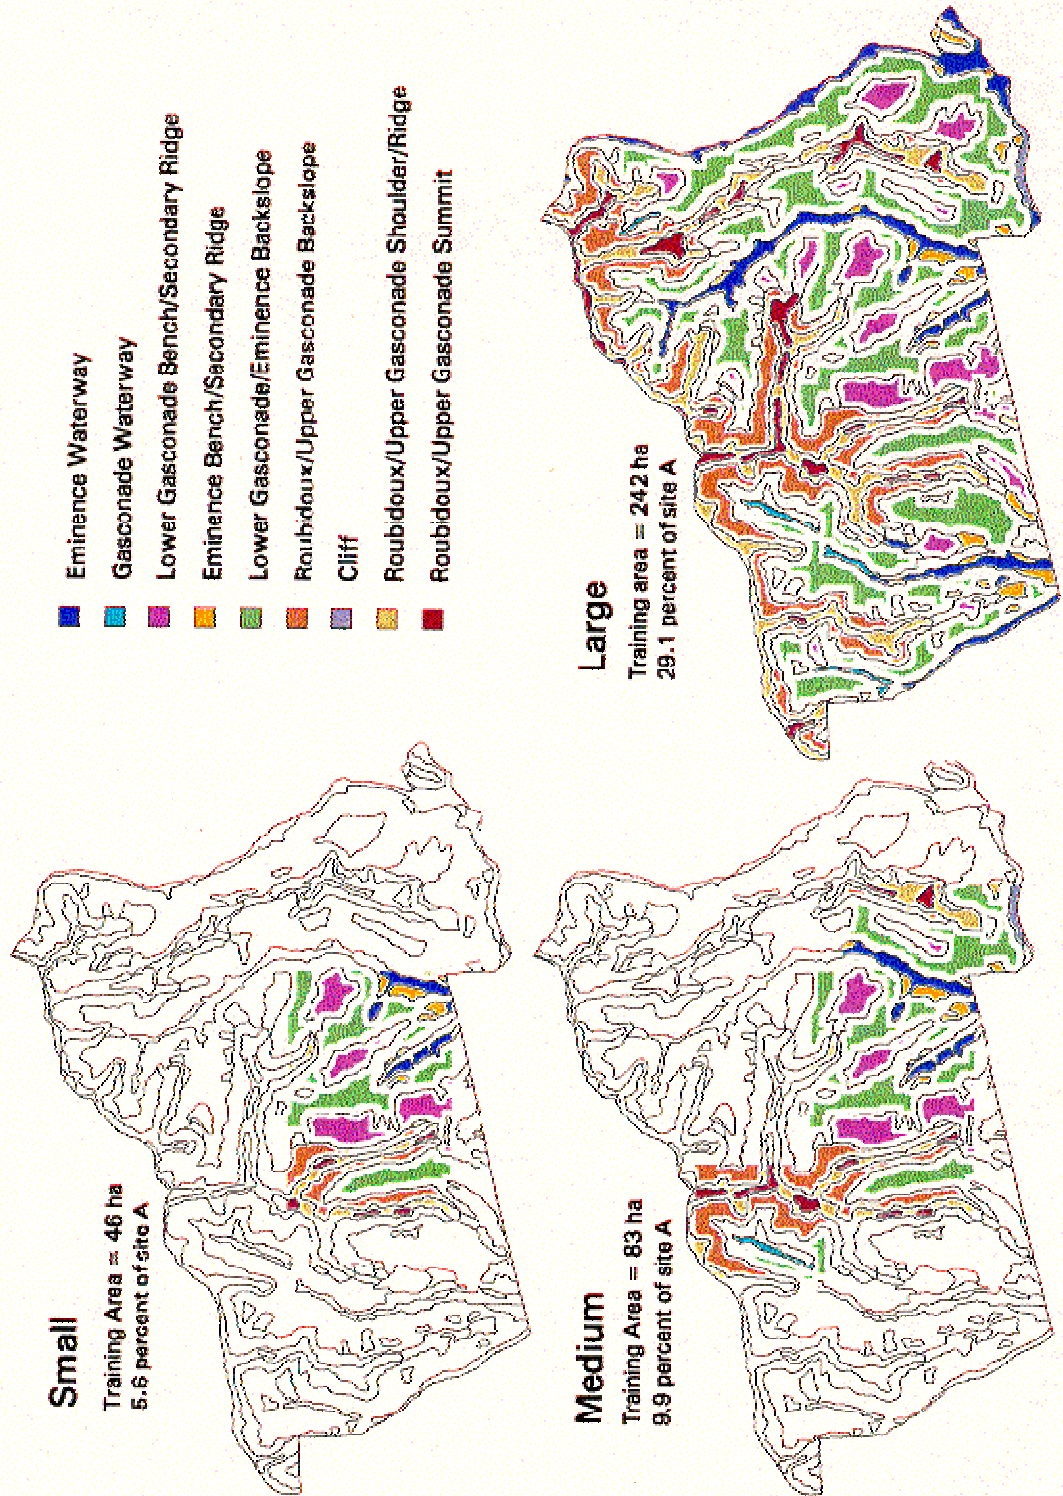 Small
Training Area = 46 ha
5.6 percent of site A
Eminence Waterway
Gasconade Waterway
Lower Gasconade Bench/Secondary Ridge
Eminence Bench/Secondary Ridge
Lower Gasconade/Eminence Backslope
Roubidoux/Upper Gasconade Backslope
Cliff
Roubidoux/Upper Gasconade Shoulder/Ridge
Roubidoux/Upper Gasconade Summit
Medium
Training Area = 83 ha
9.9 percent of site A
Large
Training area = 242 ha
29.1 percent of site A